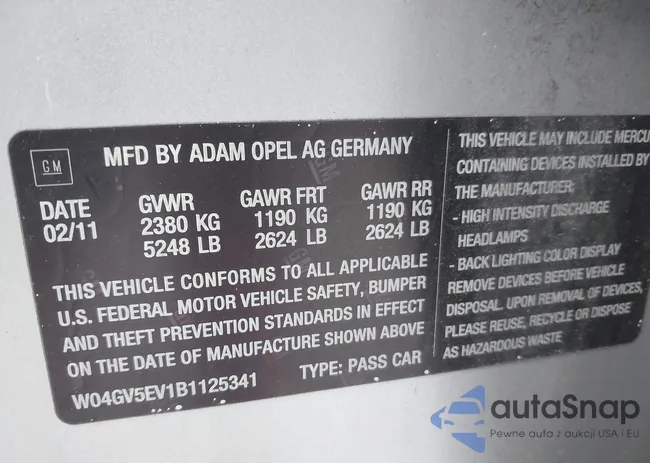 GM
MFD BY ADAM OPEL AG GERMANY
DATE GVWR GAWR FRT GAWR RR
02/11 2380 KG 1190 KG 1190 KG
5248 LB 2624 LB 2624 LB
THIS VEHICLE CONFORMS TO ALL APPLICABLE
U.S. FEDERAL MOTOR VEHICLE SAFETY, BUMPER
AND THEFT PREVENTION STANDARDS IN EFFECT
ON THE DATE OF MANUFACTURE SHOWN ABOVE
W04GV5EV1B1125341 TYPE: PASS CAR
THIS VEHICLE MAY INCLUDE MERCU
CONTAINING DEVICES INSTALLED BY
THE MANUFACTURER:
- HIGH INTENSITY DISCHARGE
HEADLAMPS
- BACK LIGHTING COLOR DISPLAY
REMOVE DEVICES BEFORE VEHICLE
DISPOSAL. UPON REMOVAL OF DEVICES,
PLEASE REUSE, RECYCLE OR DISPOSE
AS HAZARDOUS WASTE
autaSnap
Pewne auta z aukcji USA i EU